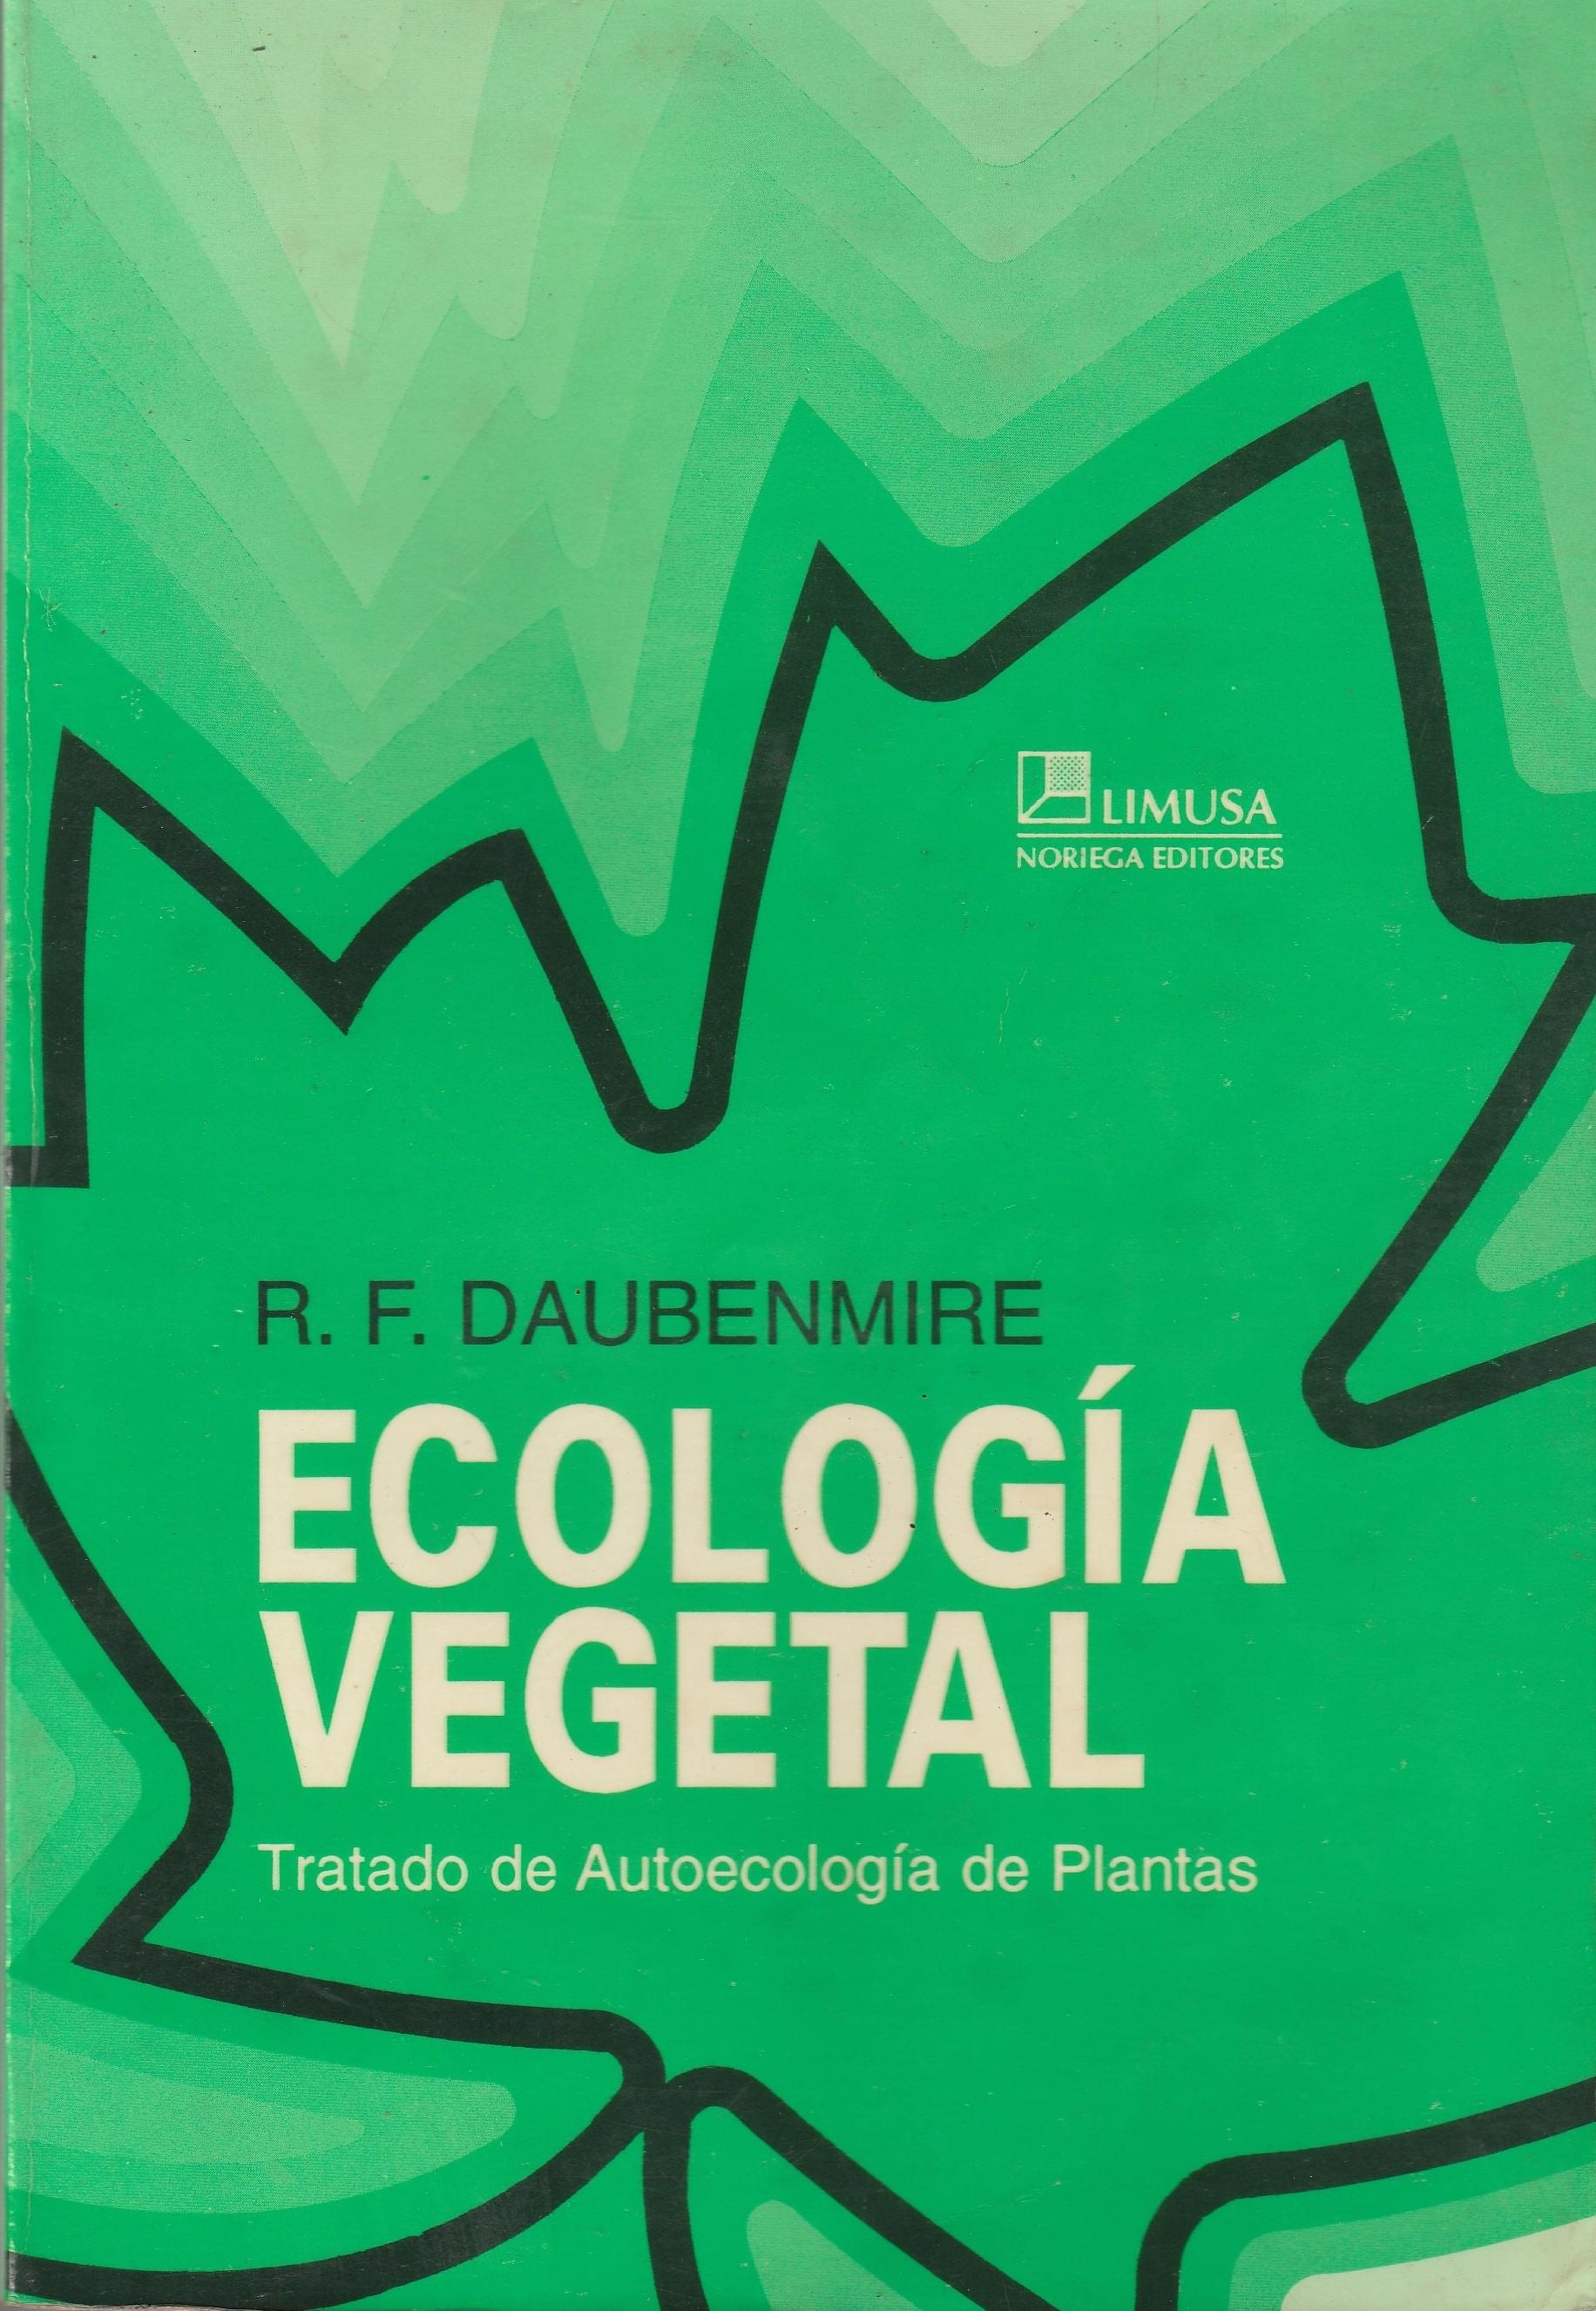 LIMUSA
NORIEGA EDITORES
R. F. DAUBENMIRE
ECOLOGÍA
VEGETAL
Tratado de Autoecología de Plantas